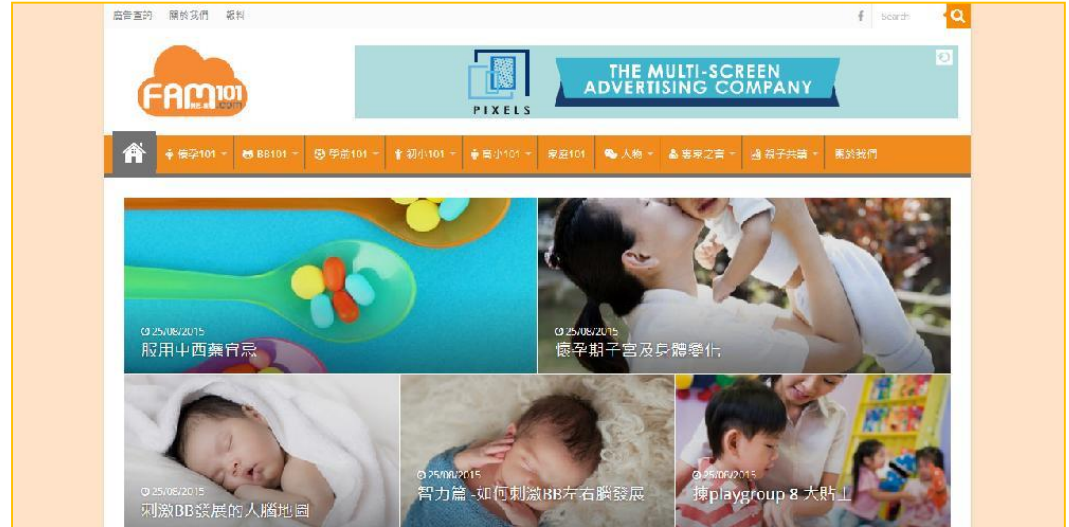 廣告查詢 關於我們 報料
Search
FAM101
.com
PIXELS
THE MULTI-SCREEN
ADVERTISING COMPANY
懷孕101 BB101 學前101 初小101 高小101 家庭101 人物 專家之言 親子共讀 關於我們
25/08/2015
服用中西藥宜忌
25/08/2015
懷孕期子宮及身體變化
25/08/2015
刺激BB發展的人腦地圖
25/08/2015
智力篇 -如何刺激BB左右腦發展
25/08/2015
揀playgroup 8 大貼士